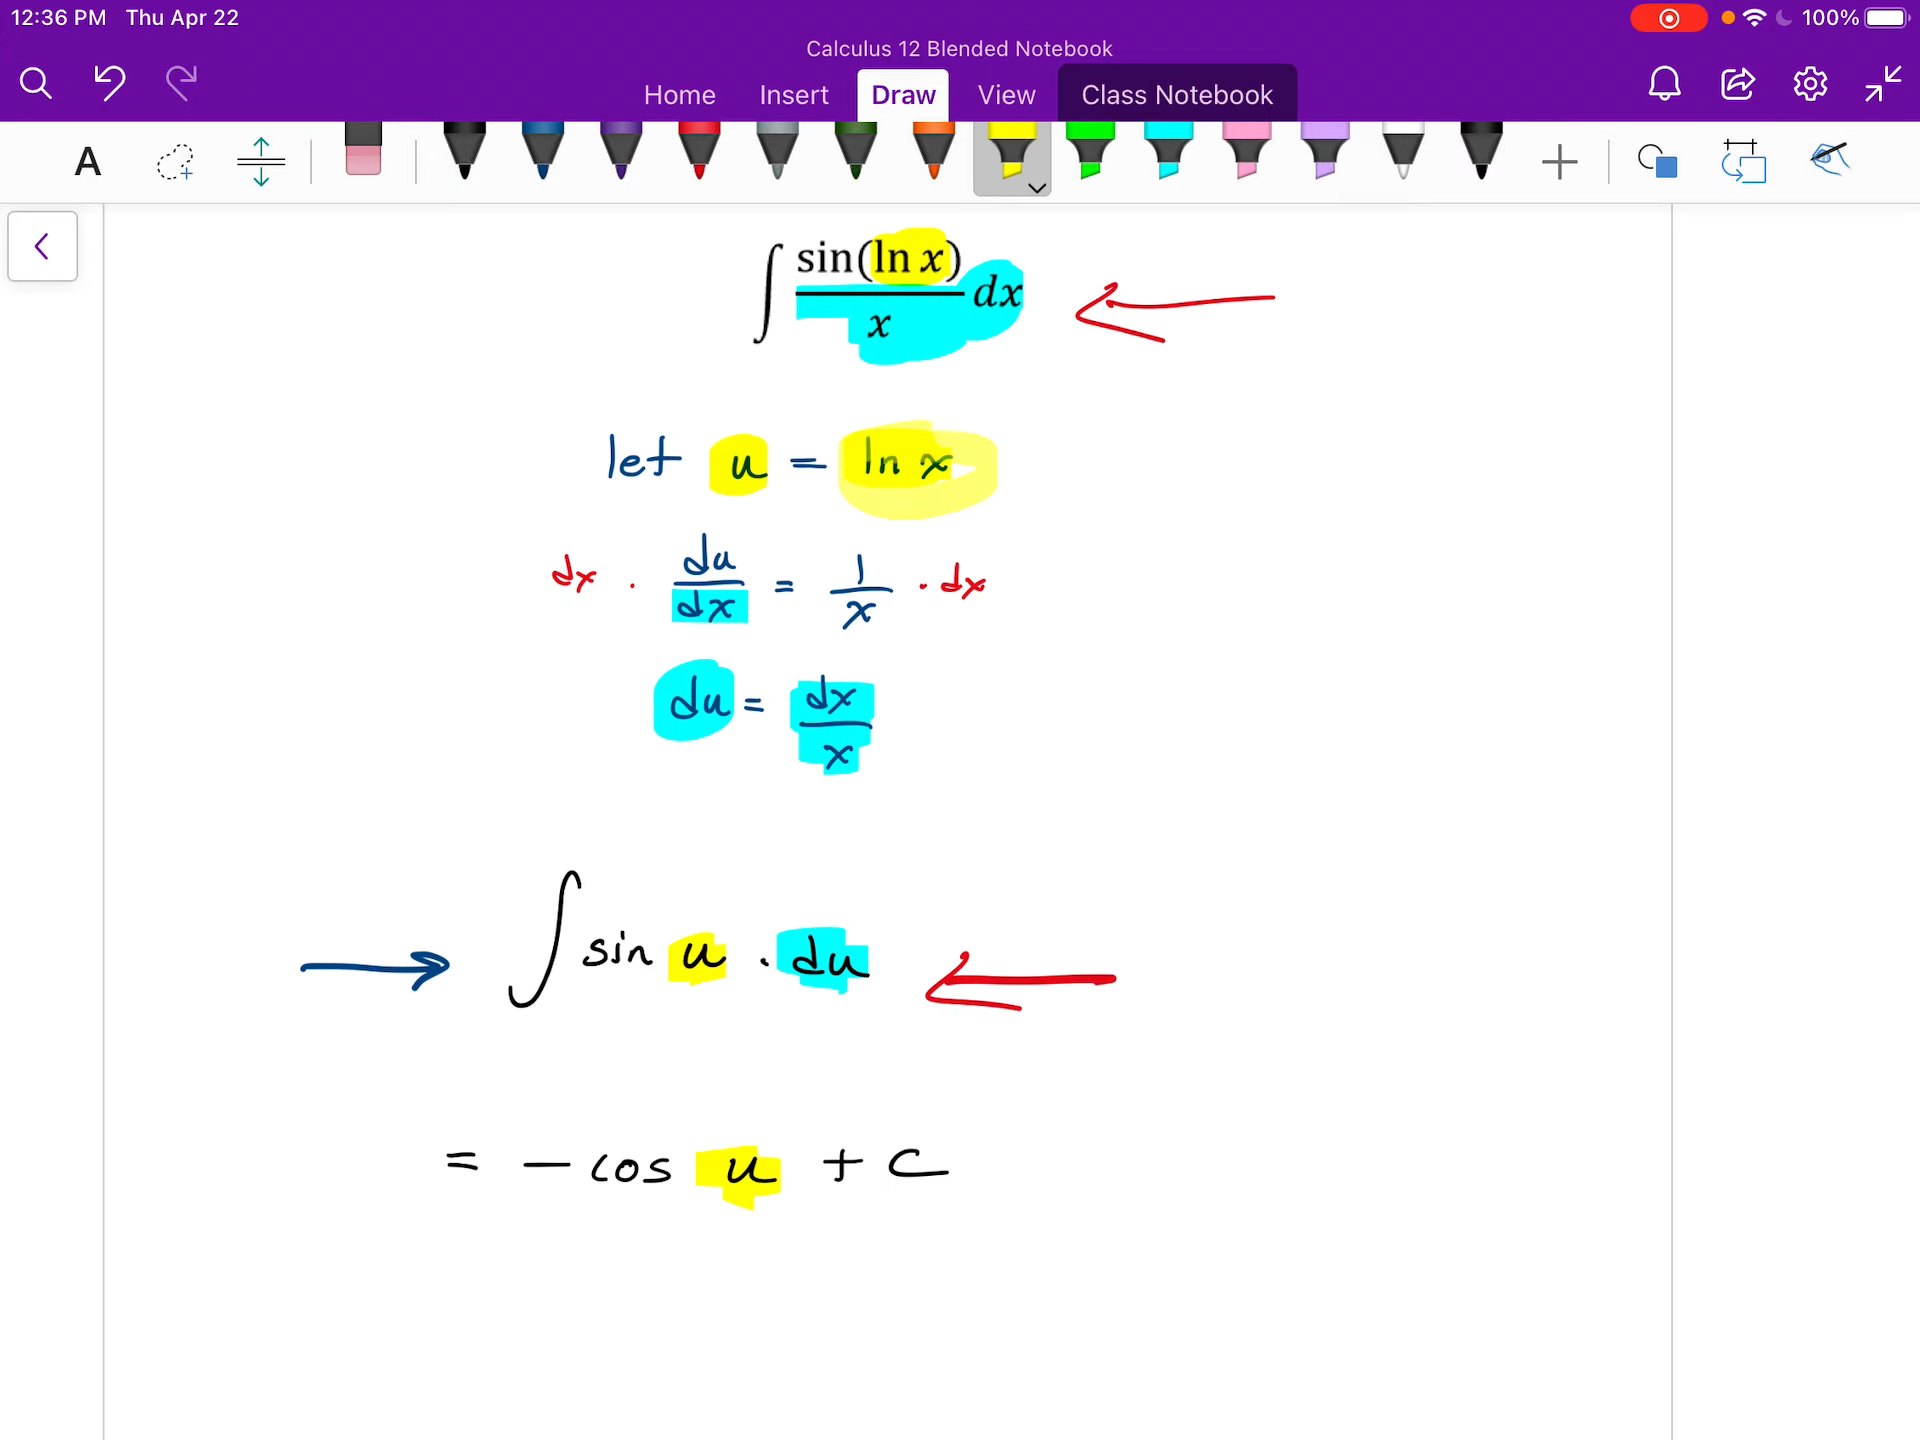 12:36 PM Thu Apr 22
100%
Calculus 12 Blended Notebook
Home Insert Draw View Class Notebook
A
∫ sin(ln x)/x dx
let u = ln x
dx · du/dx = 1/x · dx
du = dx/x
∫ sin u · du
= - cos u + C